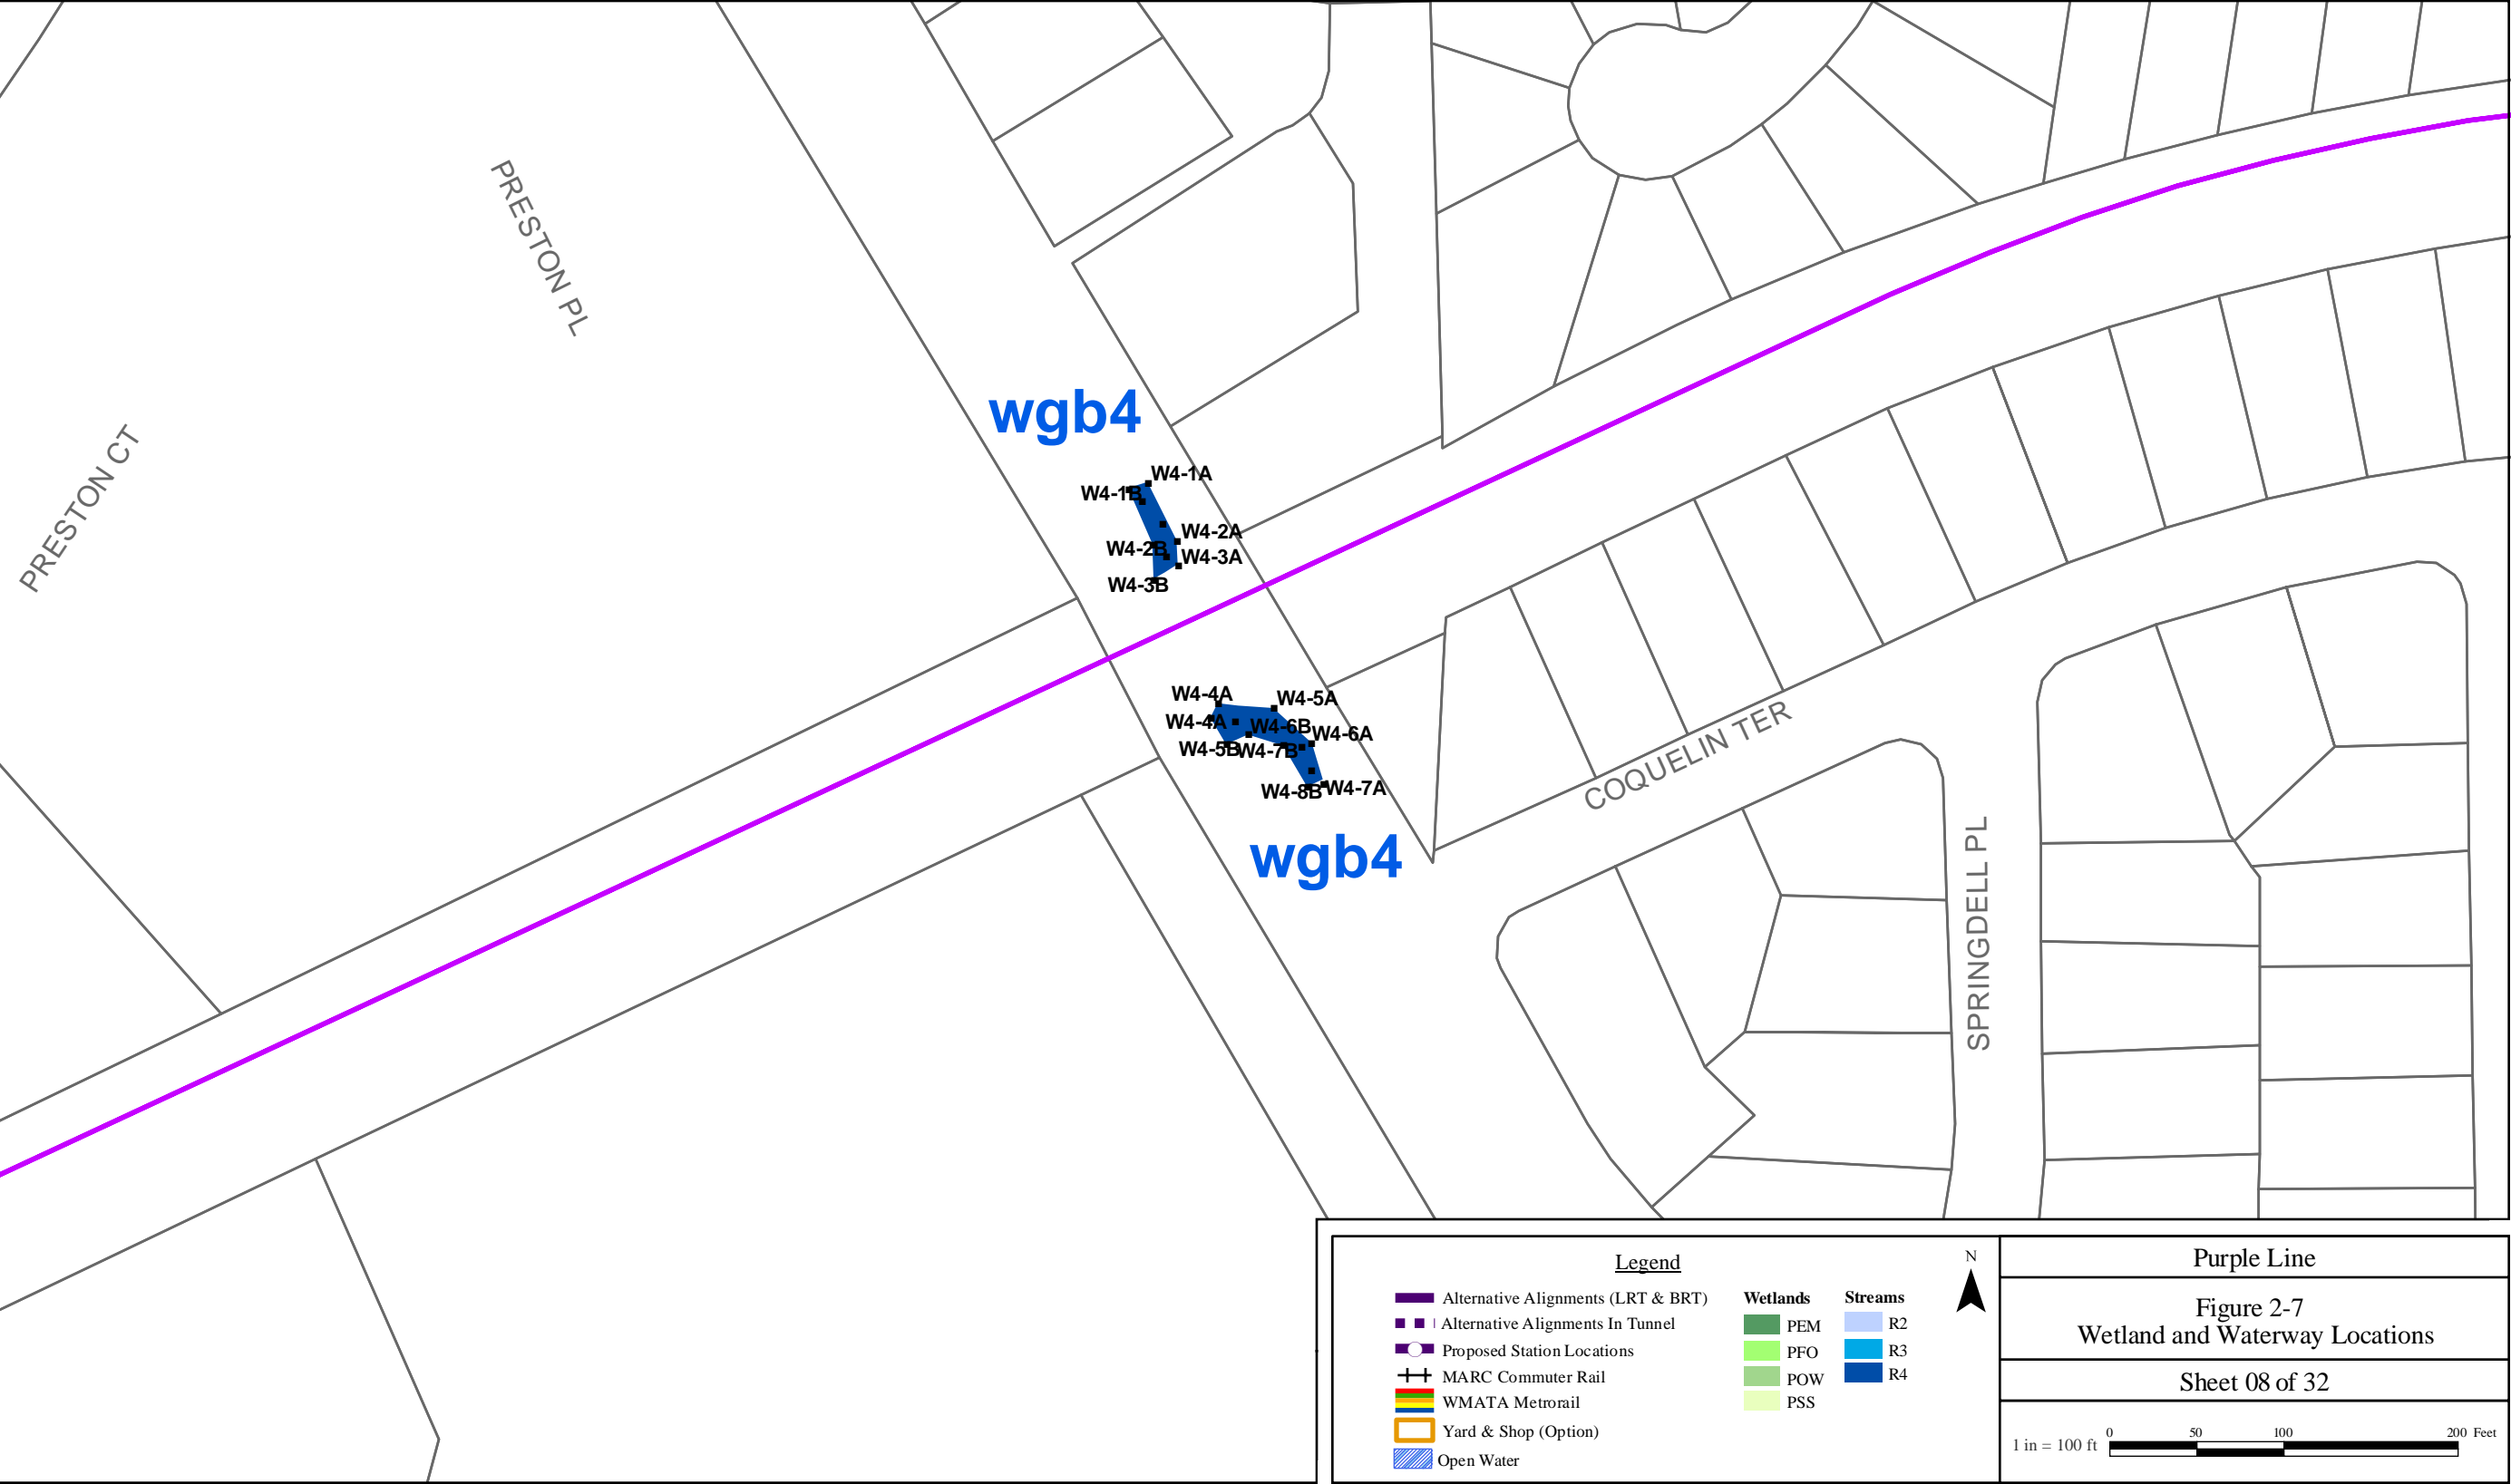 PRESTON PL
PRESTON CT
wgb4
W4-1A
W4-1B
W4-2A
W4-2B
W4-3A
W4-3B
W4-4A
W4-5A
W4-4A
W4-6B
W4-6A
W4-5B
W4-7B
W4-8B
W4-7A
wgb4
COQUELIN TER
SPRINGDELL PL
Legend
Alternative Alignments (LRT & BRT)
Alternative Alignments In Tunnel
Proposed Station Locations
MARC Commuter Rail
WMATA Metrorail
Yard & Shop (Option)
Open Water
Wetlands
PEM
PFO
POW
PSS
Streams
R2
R3
R4
N
Purple Line
Figure 2-7
Wetland and Waterway Locations
Sheet 08 of 32
1 in = 100 ft
0 50 100 200 Feet